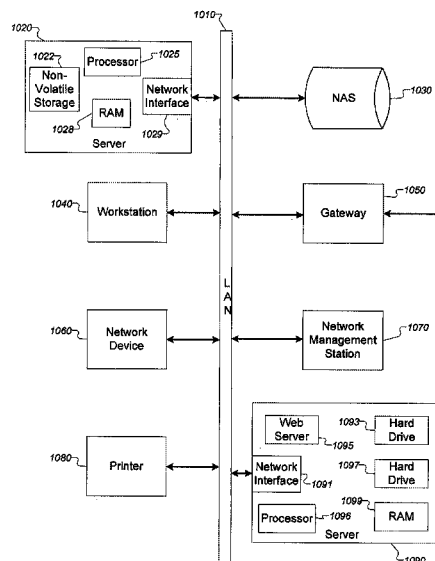 1010
1020
1022
Non-
Volatile
Storage
Processor
1025
Network
Interface
1029
RAM
1028
Server
NAS
1030
1040
Workstation
Gateway
1050
L
A
N
1060
Network
Device
Network
Management
Station
1070
1080
Printer
Web
Server
1095
1093
Hard
Drive
Network
Interface
1091
1097
Hard
Drive
Processor
1096
1099
RAM
Server
1090